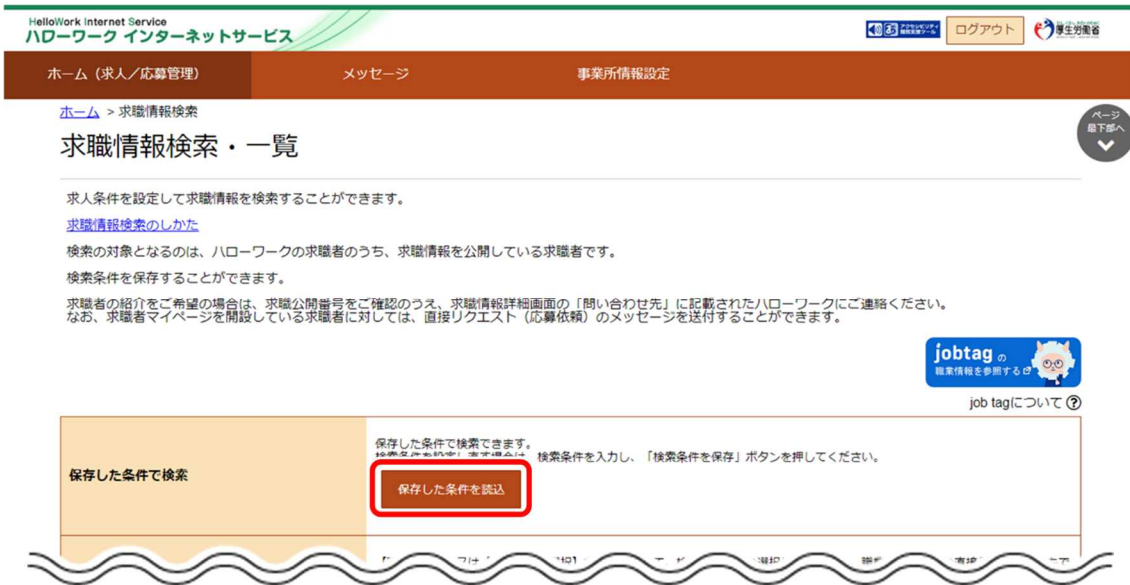 HelloWork Internet Service
ハローワーク インターネットサービス
ログアウト
厚生労働省
ホーム（求人／応募管理）
メッセージ
事業所情報設定
ホーム > 求職情報検索
ページ
最下部へ
求職情報検索・一覧
求人条件を設定して求職情報を検索することができます。
求職情報検索のしかた
検索の対象となるのは、ハローワークの求職者のうち、求職情報を公開している求職者です。
検索条件を保存することができます。
求職者の紹介をご希望の場合は、求職公開番号をご確認のうえ、求職情報詳細画面の「問い合わせ先」に記載されたハローワークにご連絡ください。
なお、求職者マイページを開設している求職者に対しては、直接リクエスト（応募依頼）のメッセージを送付することができます。
jobtag の
職業情報を参照する
job tagについて ?
保存した条件で検索
保存した条件で検索できます。
検索条件を設定し直す場合は、検索条件を入力し、「検索条件を保存」ボタンを押してください。
保存した条件を読込